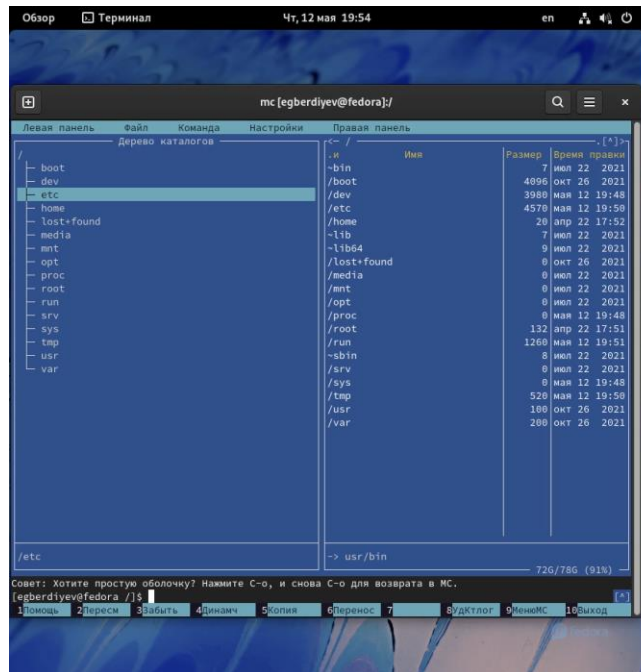 Обзор Терминал Чт, 12 мая 19:54 en
mc [egberdiyev@fedora]:/
Левая панель Файл Команда Настройки Правая панель
Дерево каталогов
/
boot
dev
etc
home
lost+found
media
mnt
opt
proc
root
run
srv
sys
tmp
usr
var
/etc
<- / .[^]>
.и Имя Размер Время правки
~bin 7 июл 22 2021
/boot 4096 окт 26 2021
/dev 3980 мая 12 19:48
/etc 4570 мая 12 19:50
/home 20 апр 22 17:52
~lib 7 июл 22 2021
~lib64 9 июл 22 2021
/lost+found 0 окт 26 2021
/media 0 июл 22 2021
/mnt 0 июл 22 2021
/opt 0 июл 22 2021
/proc 0 мая 12 19:48
/root 132 апр 22 17:51
/run 1260 мая 12 19:51
~sbin 8 июл 22 2021
/srv 0 июл 22 2021
/sys 0 мая 12 19:48
/tmp 520 мая 12 19:50
/usr 100 окт 26 2021
/var 200 окт 26 2021
-> usr/bin
72G/78G (91%)
Совет: Хотите простую оболочку? Нажмите C-o, и снова C-o для возврата в MC.
[egberdiyev@fedora /]$ [^]
1Помощь 2Пересм 3Забыть 4Динамч 5Копия 6Перенос 7 8УдКтлог 9МенюMC 10Выход